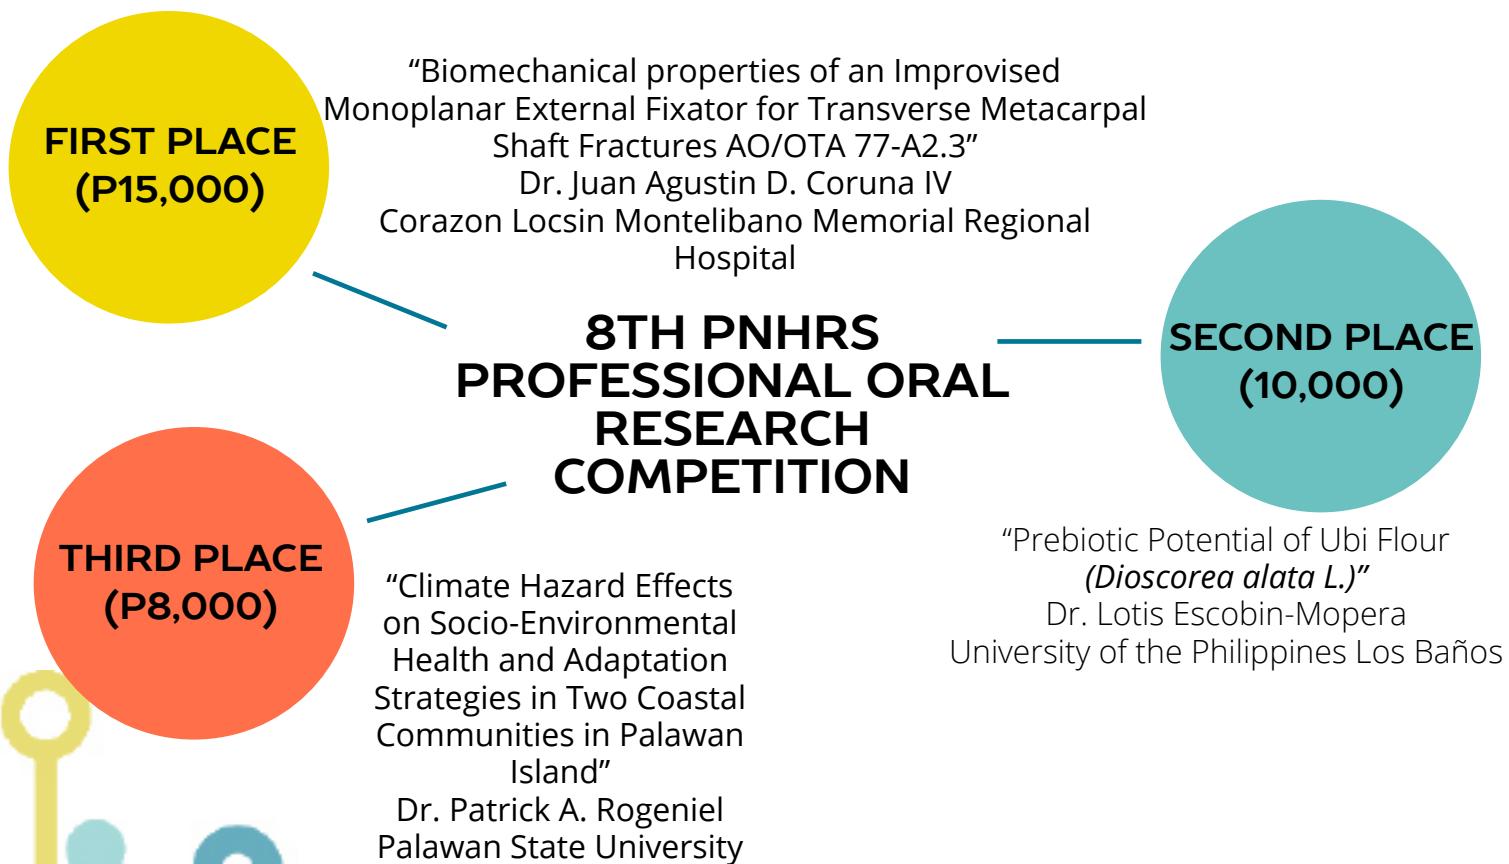 FIRST PLACE
(P15,000)
“Biomechanical properties of an Improvised
Monoplanar External Fixator for Transverse Metacarpal
Shaft Fractures AO/OTA 77-A2.3”
Dr. Juan Agustin D. Coruna IV
Corazon Locsin Montelibano Memorial Regional
Hospital
8TH PNHRS
PROFESSIONAL ORAL
RESEARCH
COMPETITION
SECOND PLACE
(10,000)
“Prebiotic Potential of Ubi Flour
(Dioscorea alata L.)”
Dr. Lotis Escobin-Mopera
University of the Philippines Los Baños
THIRD PLACE
(P8,000)
“Climate Hazard Effects
on Socio-Environmental
Health and Adaptation
Strategies in Two Coastal
Communities in Palawan
Island”
Dr. Patrick A. Rogeniel
Palawan State University